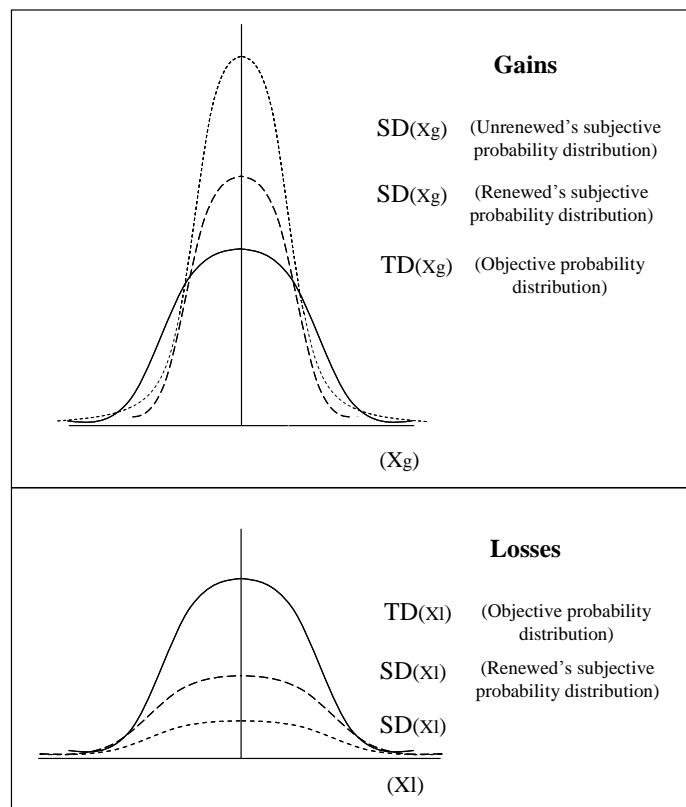 Gains
SD(Xg) (Unrenewed's subjective
probability distribution)
SD(Xg) (Renewed's subjective
probability distribution)
TD(Xg) (Objective probability
distribution)
(Xg)
Losses
TD(Xl) (Objective probability
distribution)
SD(Xl) (Renewed's subjective
probability distribution)
SD(Xl)
(Xl)